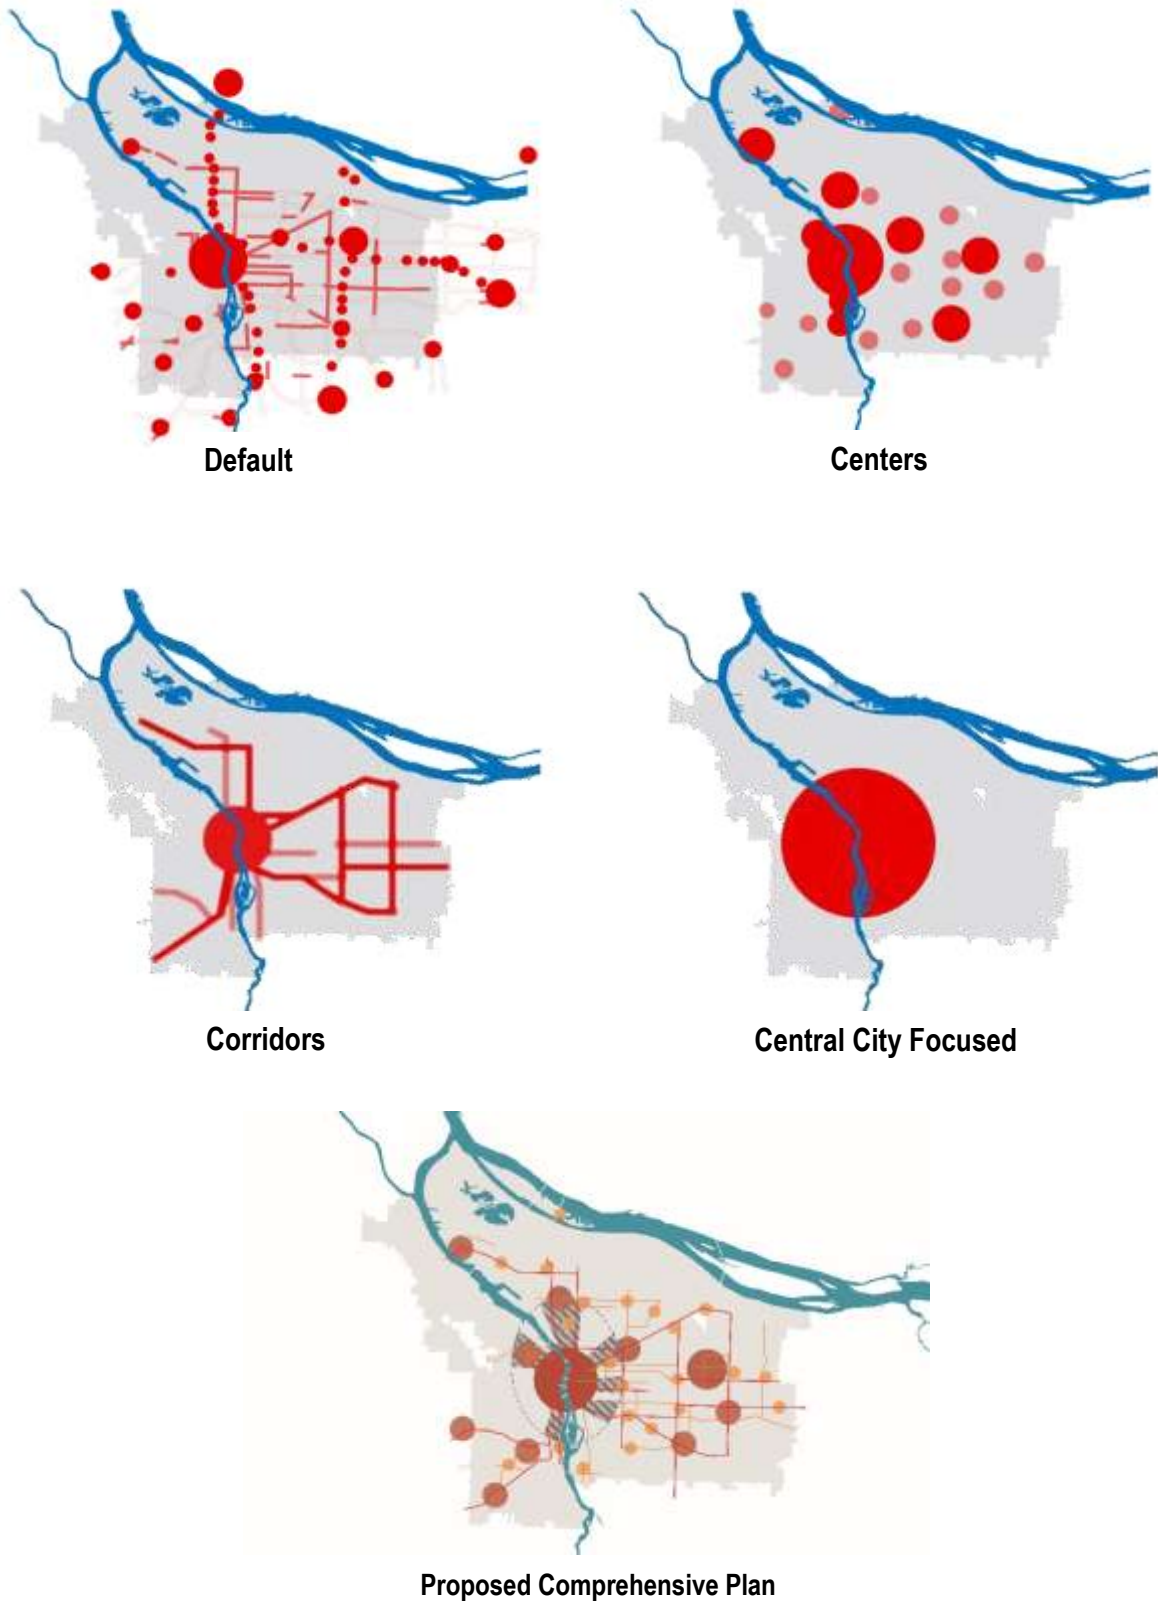 Default
Centers
Corridors
Central City Focused
Proposed Comprehensive Plan